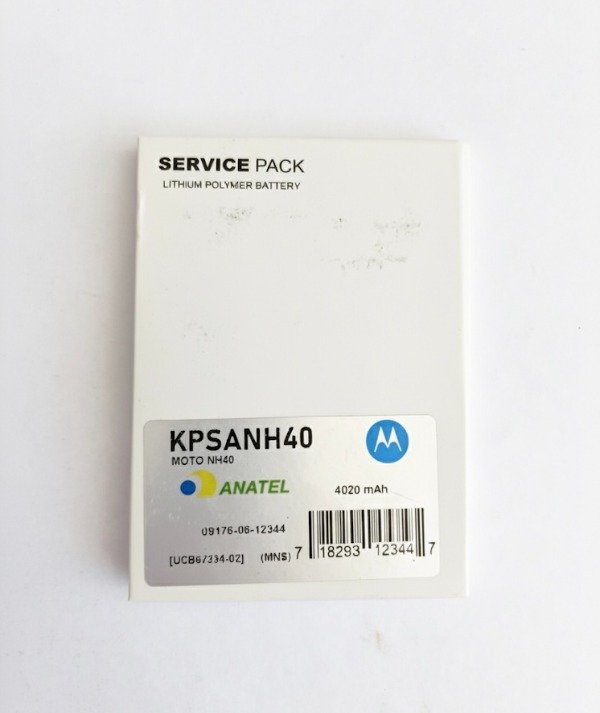 SERVICE PACK
LITHIUM POLYMER BATTERY
KPSANH40
MOTO NH40
ANATEL
4020 mAh
09176-06-12344
[UCB67334-02] (MNS) 7 18293 12344 7